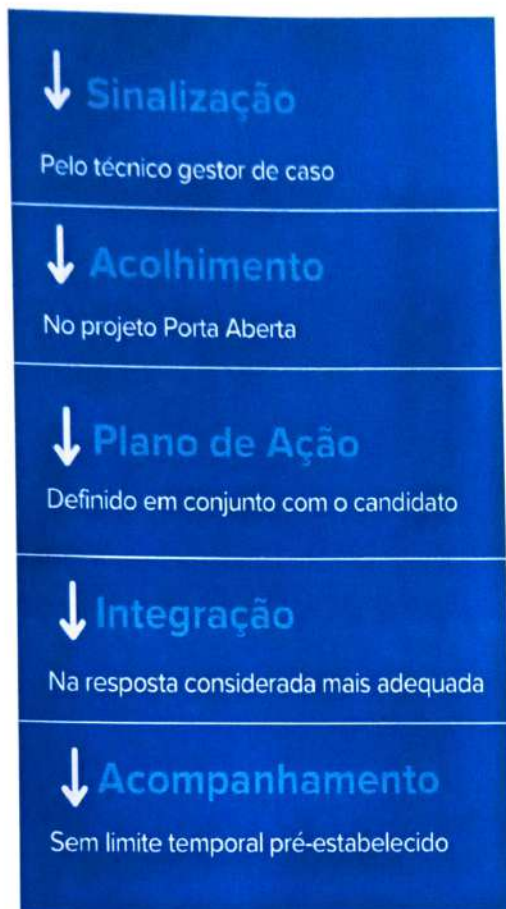 Sinalização
Pelo técnico gestor de caso
Acolhimento
No projeto Porta Aberta
Plano de Ação
Definido em conjunto com o candidato
Integração
Na resposta considerada mais adequada
Acompanhamento
Sem limite temporal pré-estabelecido